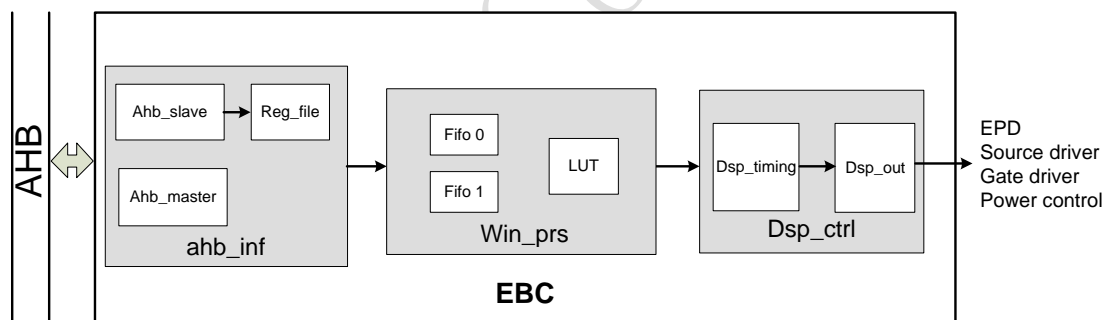 AHB
Ahb_slave
Reg_file
Ahb_master
ahb_inf
Fifo 0
Fifo 1
LUT
Win_prs
Dsp_timing
Dsp_out
Dsp_ctrl
EBC
EPD
Source driver
Gate driver
Power control